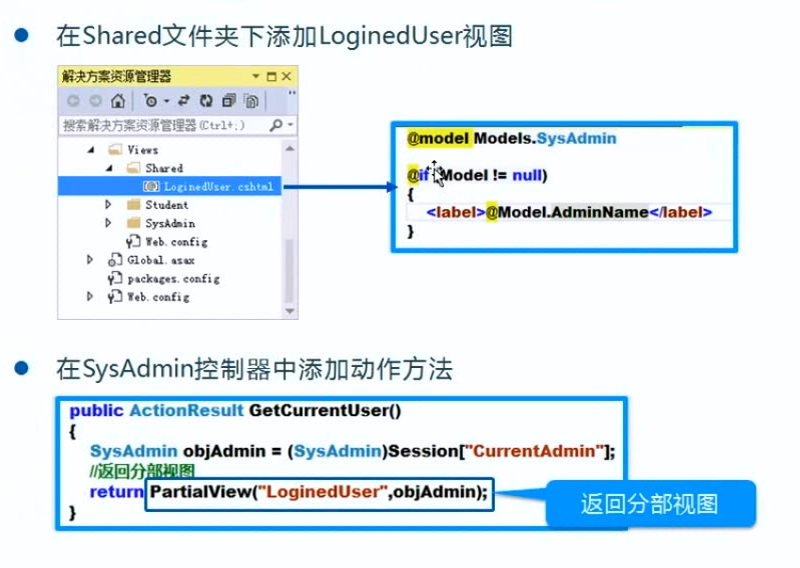 在Shared文件夹下添加LoginedUser视图
解决方案资源管理器
搜索解决方案资源管理器(Ctrl+;)
Views
Shared
LoginedUser.cshtml
Student
SysAdmin
Web.config
Global.asax
packages.config
Web.config
@model Models.SysAdmin
@if (Model != null)
{
<label>@Model.AdminName</label>
}
在SysAdmin控制器中添加动作方法
public ActionResult GetCurrentUser()
{
SysAdmin objAdmin = (SysAdmin)Session["CurrentAdmin"];
//返回分部视图
return PartialView("LoginedUser",objAdmin);
}
返回分部视图